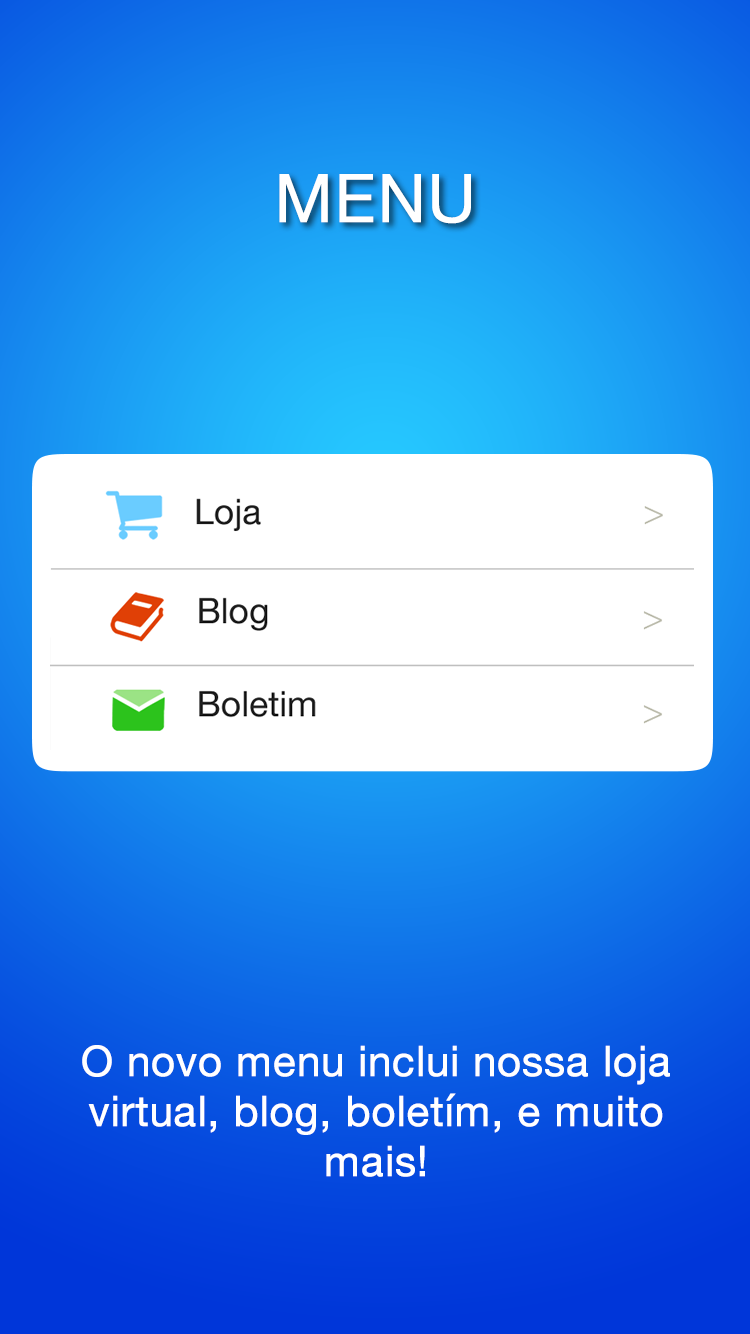 MENU
Loja >
Blog >
Boletim >
O novo menu inclui nossa loja
virtual, blog, boletím, e muito
mais!